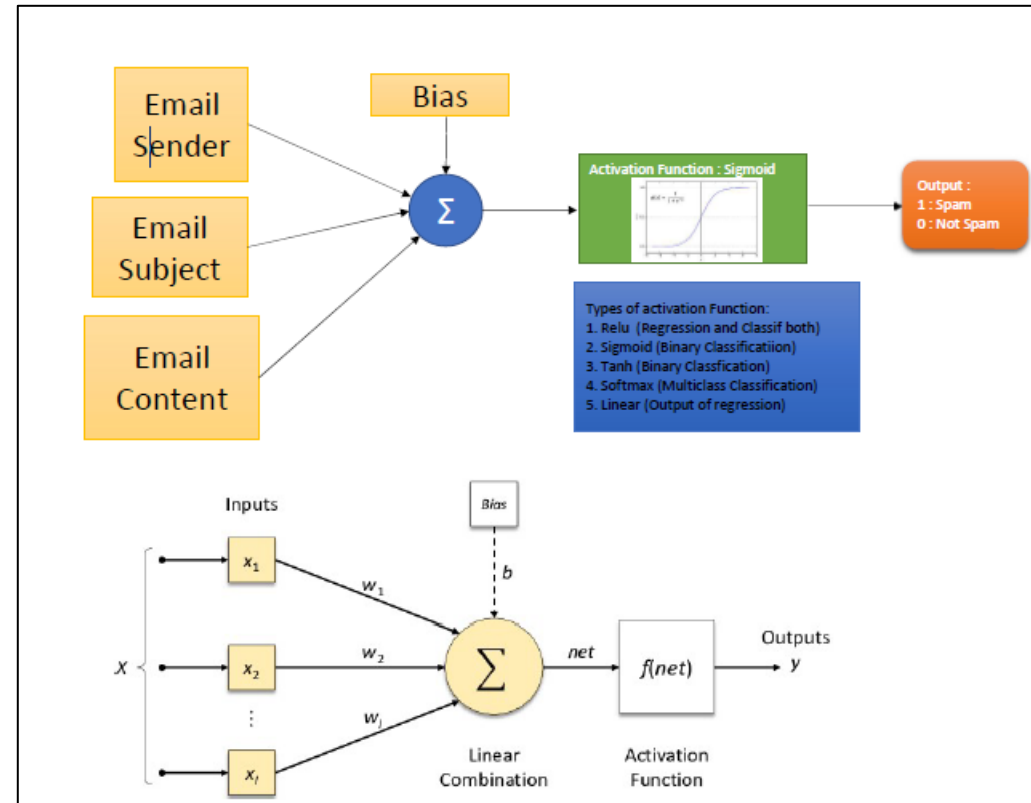 Email
Sender
Bias
Email
Subject
Email
Content
Σ
Activation Function : Sigmoid
Output :
1 : Spam
0 : Not Spam
Types of activation Function:
1. Relu (Regression and Classif both)
2. Sigmoid (Binary Classificatiion)
3. Tanh (Binary Classfication)
4. Softmax (Multiclass Classification)
5. Linear (Output of regression)
Inputs
Bias
x₁
w₁
b
X
x₂
w₂
Σ
net
f(net)
Outputs
y
⋮
Linear
Combination
Activation
Function